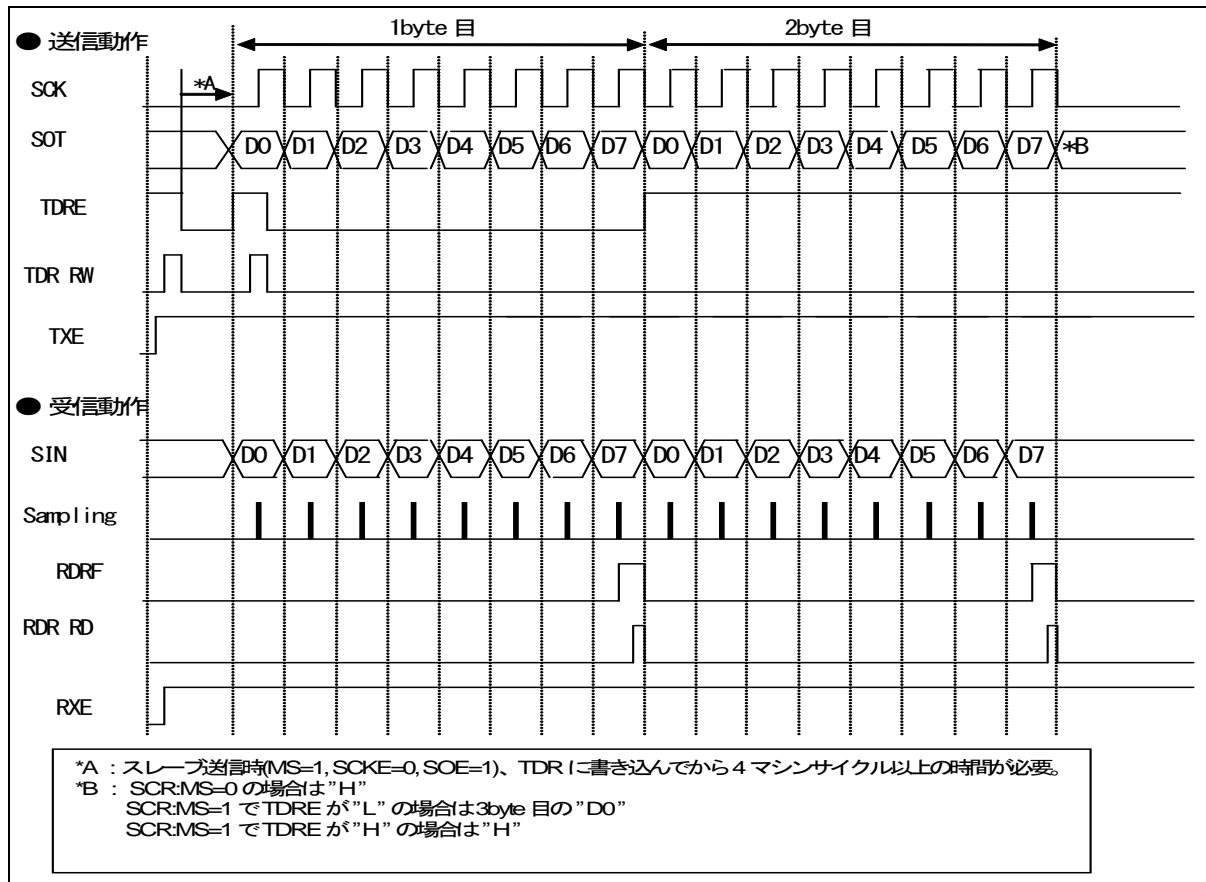 1byte 目 2byte 目
● 送信動作
*A
SCK
SOT D0 D1 D2 D3 D4 D5 D6 D7 D0 D1 D2 D3 D4 D5 D6 D7 *B
TDRE
TDR RW
TXE
● 受信動作
SIN D0 D1 D2 D3 D4 D5 D6 D7 D0 D1 D2 D3 D4 D5 D6 D7
Sampling
RDRF
RDR RD
RXE
*A : スレーブ送信時(MS=1, SCKE=0, SOE=1)、TDR に書き込んでから 4 マシンサイクル以上の時間が必要。
*B : SCR:MS=0 の場合は"H"
SCR:MS=1 で TDRE が "L" の場合は 3byte 目の "D0"
SCR:MS=1 で TDRE が "H" の場合は "H"